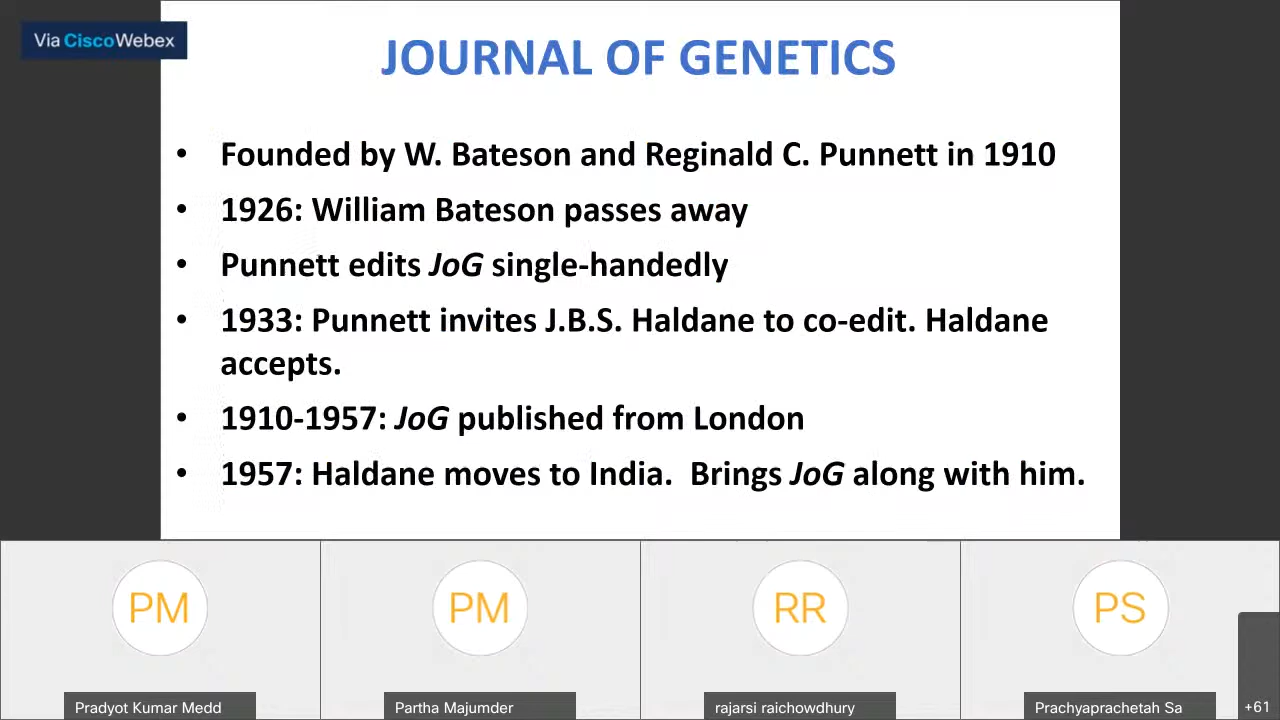 Via CiscoWebex
JOURNAL OF GENETICS
• Founded by W. Bateson and Reginald C. Punnett in 1910
• 1926: William Bateson passes away
• Punnett edits JoG single-handedly
• 1933: Punnett invites J.B.S. Haldane to co-edit. Haldane
accepts.
• 1910-1957: JoG published from London
• 1957: Haldane moves to India.  Brings JoG along with him.
PM PM RR PS
Pradyot Kumar Medd Partha Majumder rajarsi raichowdhury Prachyaprachetah Sa +61